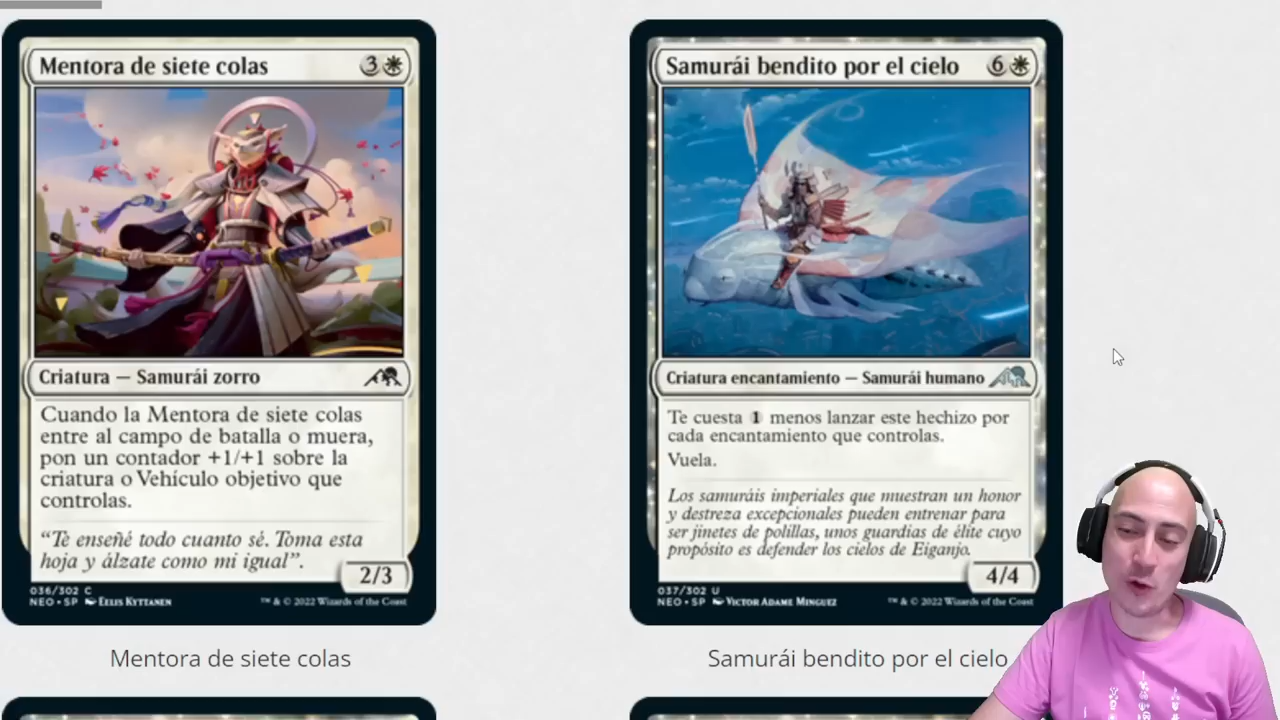 Mentora de siete colas 3
Criatura — Samurái zorro
Cuando la Mentora de siete colas
entre al campo de batalla o muera,
pon un contador +1/+1 sobre la
criatura o Vehículo objetivo que
controlas.
“Te enseñé todo cuanto sé. Toma esta
hoja y álzate como mi igual”.
2/3
036/302 C
NEO • SP Eelis Kyttanen
™ & © 2022 Wizards of the Coast
Mentora de siete colas
Samurái bendito por el cielo 6
Criatura encantamiento — Samurái humano
Te cuesta 1 menos lanzar este hechizo por
cada encantamiento que controlas.
Vuela.
Los samuráis imperiales que muestran un honor
y destreza excepcionales pueden entrenar para
ser jinetes de polillas, unos guardias de élite cuyo
propósito es defender los cielos de Eiganjo.
4/4
037/302 U
NEO • SP Victor Adame Minguez
™ & © 2022 Wizards of the Coast
Samurái bendito por el cielo